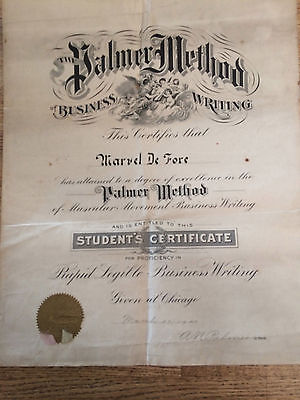 THE Palmer Method
OF BUSINESS WRITING
This Certifies that
Marvel De Fore
has attained to a degree of excellence in the
Palmer Method
of Muscular Movement Business Writing
AND IS ENTITLED TO THIS
STUDENT'S CERTIFICATE
FOR PROFICIENCY IN
Rapid Legible Business Writing
Given at Chicago
A. N. Palmer